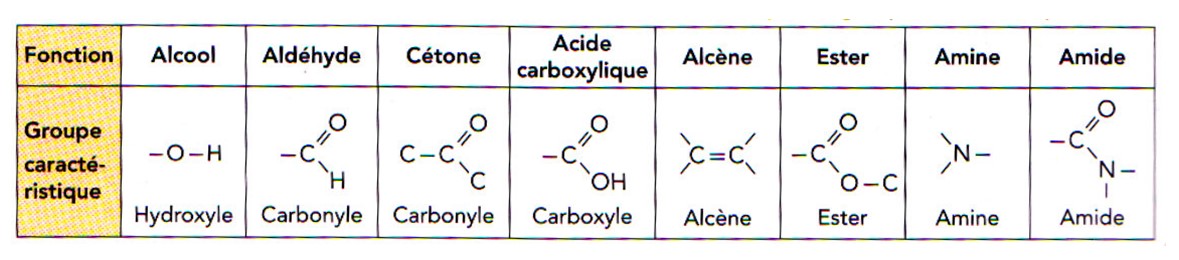 Fonction Alcool Aldéhyde Cétone Acide carboxylique Alcène Ester Amine Amide
Groupe caracté-ristique
-O-H
-C O H
C-C O C
-C O OH
C=C
-C O O-C
N-
-C O N-
Hydroxyle Carbonyle Carbonyle Carboxyle Alcène Ester Amine Amide